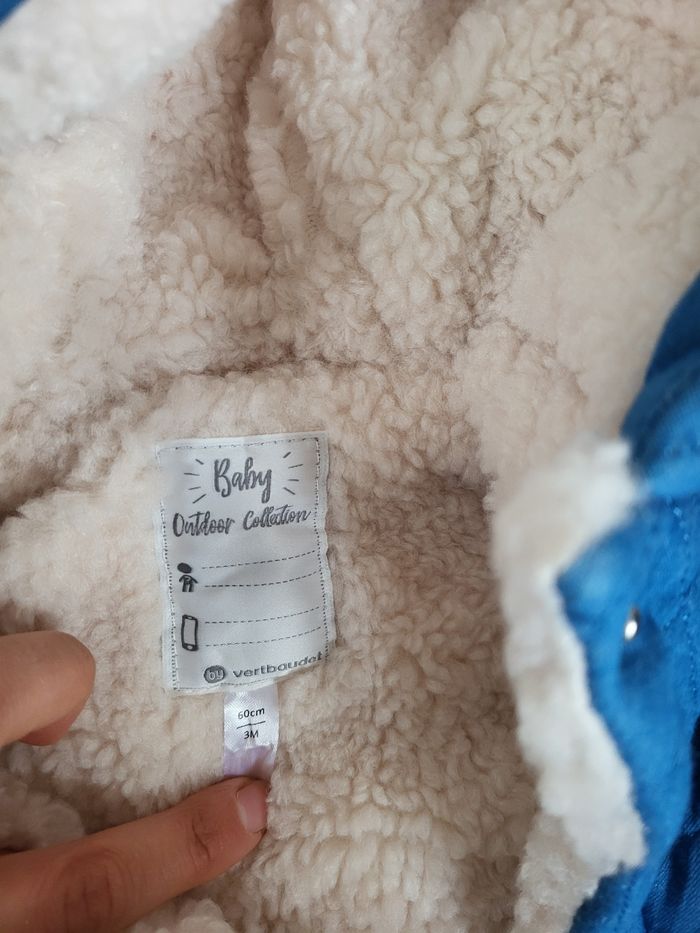 Baby
Outdoor Collection
by vertbaudet
60cm
3M